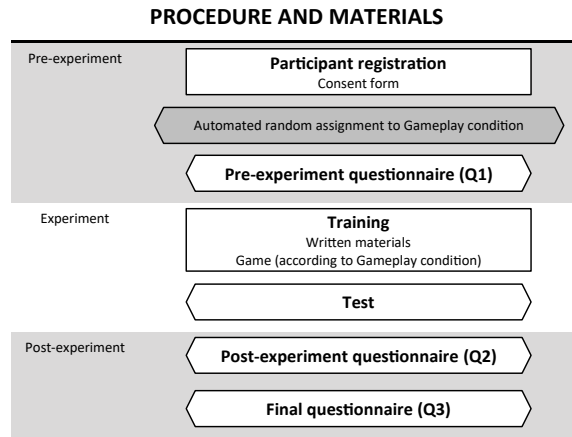 PROCEDURE AND MATERIALS
Pre-experiment
Participant registration
Consent form
Automated random assignment to Gameplay condition
Pre-experiment questionnaire (Q1)
Experiment
Training
Written materials
Game (according to Gameplay condition)
Test
Post-experiment
Post-experiment questionnaire (Q2)
Final questionnaire (Q3)